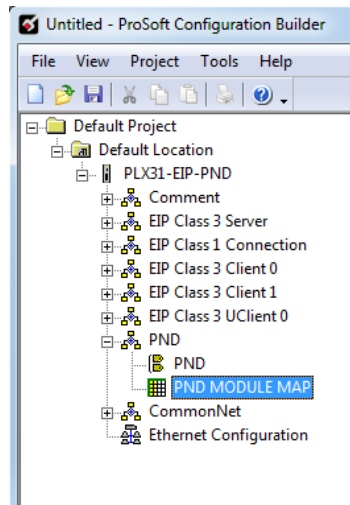 Untitled - ProSoft Configuration Builder
File View Project Tools Help
Default Project
Default Location
PLX31-EIP-PND
Comment
EIP Class 3 Server
EIP Class 1 Connection
EIP Class 3 Client 0
EIP Class 3 Client 1
EIP Class 3 UClient 0
PND
PND
PND MODULE MAP
CommonNet
Ethernet Configuration